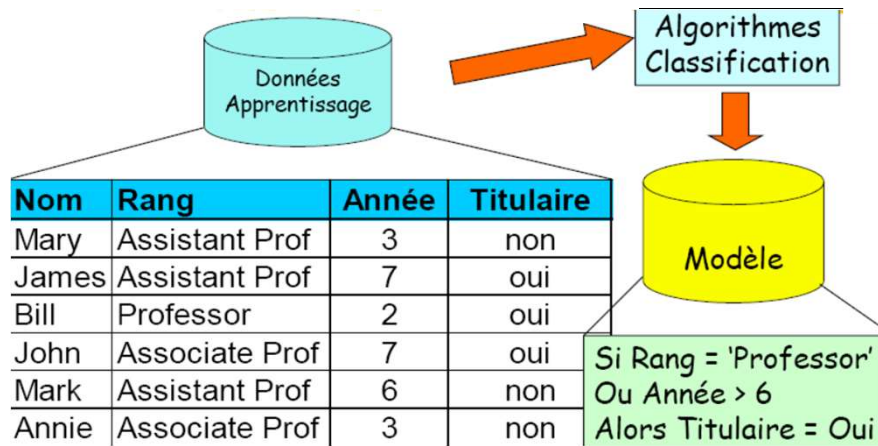 Données
Apprentissage
Algorithmes
Classification
Nom Rang Année Titulaire
Mary Assistant Prof 3 non
James Assistant Prof 7 oui
Bill Professor 2 oui
John Associate Prof 7 oui
Mark Assistant Prof 6 non
Annie Associate Prof 3 non
Modèle
Si Rang = ‘Professor’
Ou Année > 6
Alors Titulaire = Oui